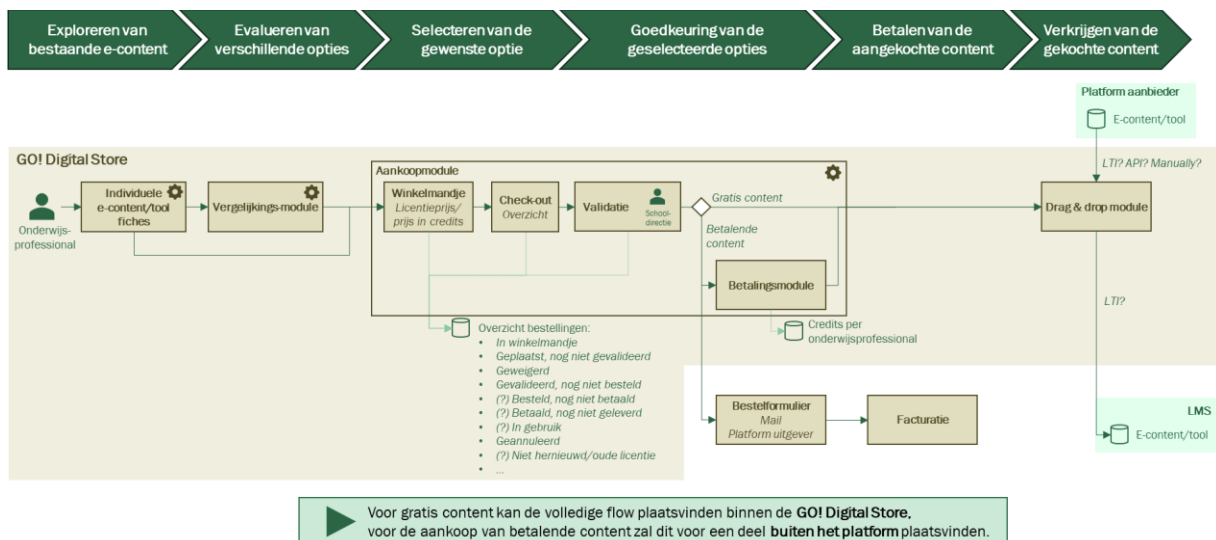 Exploreren van
bestaande e-content
Evalueren van
verschillende opties
Selecteren van de
gewenste optie
Goedkeuring van de
geselecteerde opties
Betalen van de
aangekochte content
Verkrijgen van de
gekochte content
Platform aanbieder
E-content/tool
GO! Digital Store
Aankoopmodule
LTI? API? Manually?
Onderwijs-
professional
Individuele
e-content/tool
fiches
Vergelijkings-module
Winkelmandje
Licentieprijs/
prijs in credits
Check-out
Overzicht
Validatie
School-
directie
Gratis content
Betalende
content
Drag & drop module
Betalingsmodule
LTI?
Credits per
onderwijsprofessional
Overzicht bestellingen:
• In winkelmandje
• Geplaatst, nog niet gevalideerd
• Geweigerd
• Gevalideerd, nog niet besteld
• (?) Besteld, nog niet betaald
• (?) Betaald, nog niet geleverd
• (?) In gebruik
• Geannuleerd
• (?) Niet hernieuwd/oude licentie
• ...
Bestelformulier
Mail
Platform uitgever
Facturatie
LMS
E-content/tool
Voor gratis content kan de volledige flow plaatsvinden binnen de GO! Digital Store,
voor de aankoop van betalende content zal dit voor een deel buiten het platform plaatsvinden.